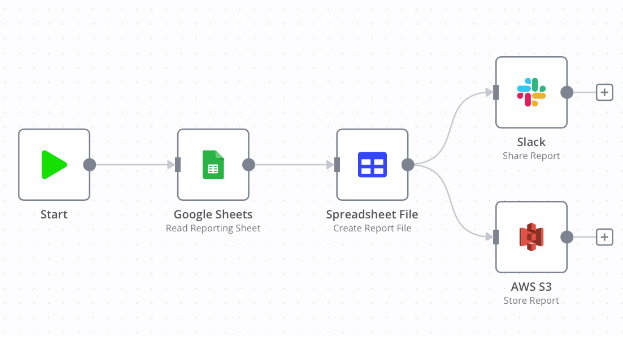 Start
Google Sheets
Read Reporting Sheet
Spreadsheet File
Create Report File
Slack
Share Report
AWS S3
Store Report